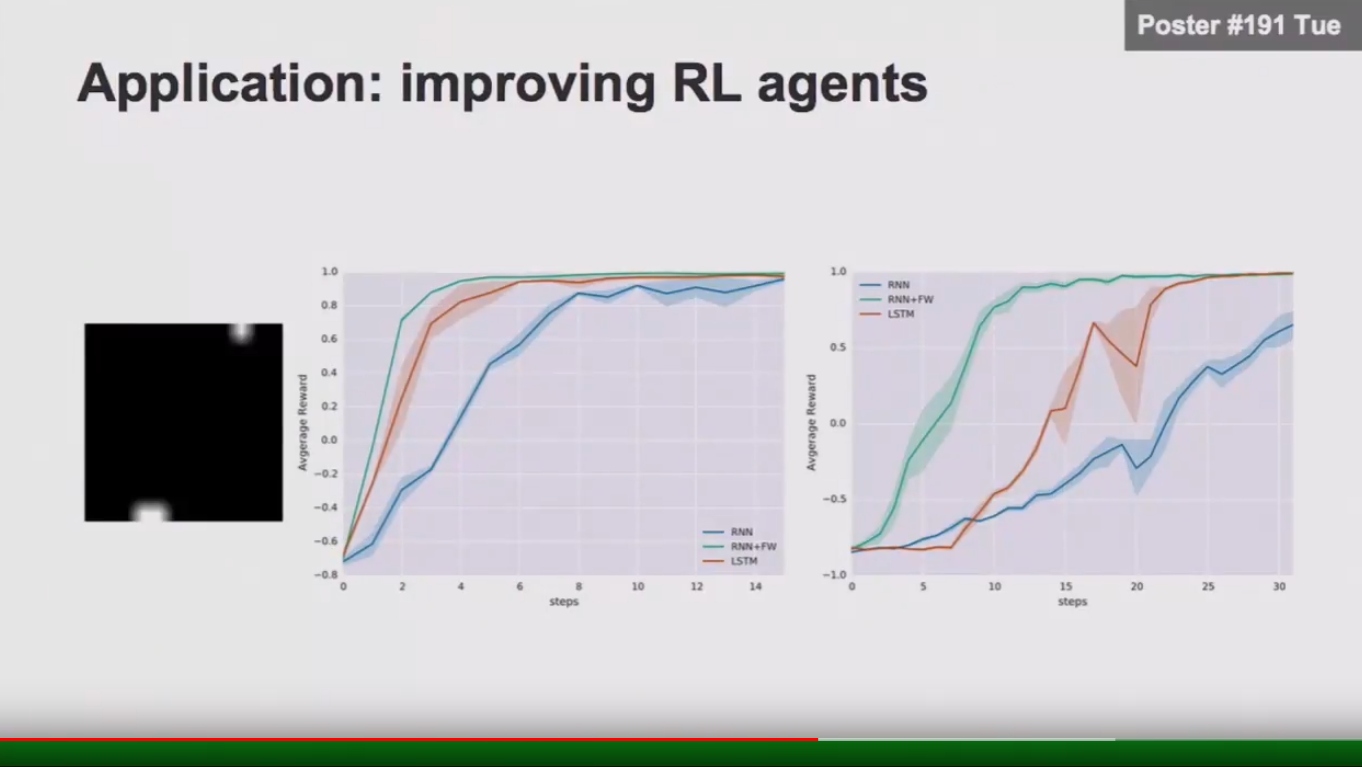 Poster #191 Tue
Application: improving RL agents
1.0
0.8
0.6
0.4
0.2
0.0
−0.2
−0.4
−0.6
−0.8
Avgerage Reward
0 2 4 6 8 10 12 14
steps
RNN
RNN+FW
LSTM
1.0
0.5
0.0
−0.5
−1.0
Avgerage Reward
0 5 10 15 20 25 30
steps
RNN
RNN+FW
LSTM